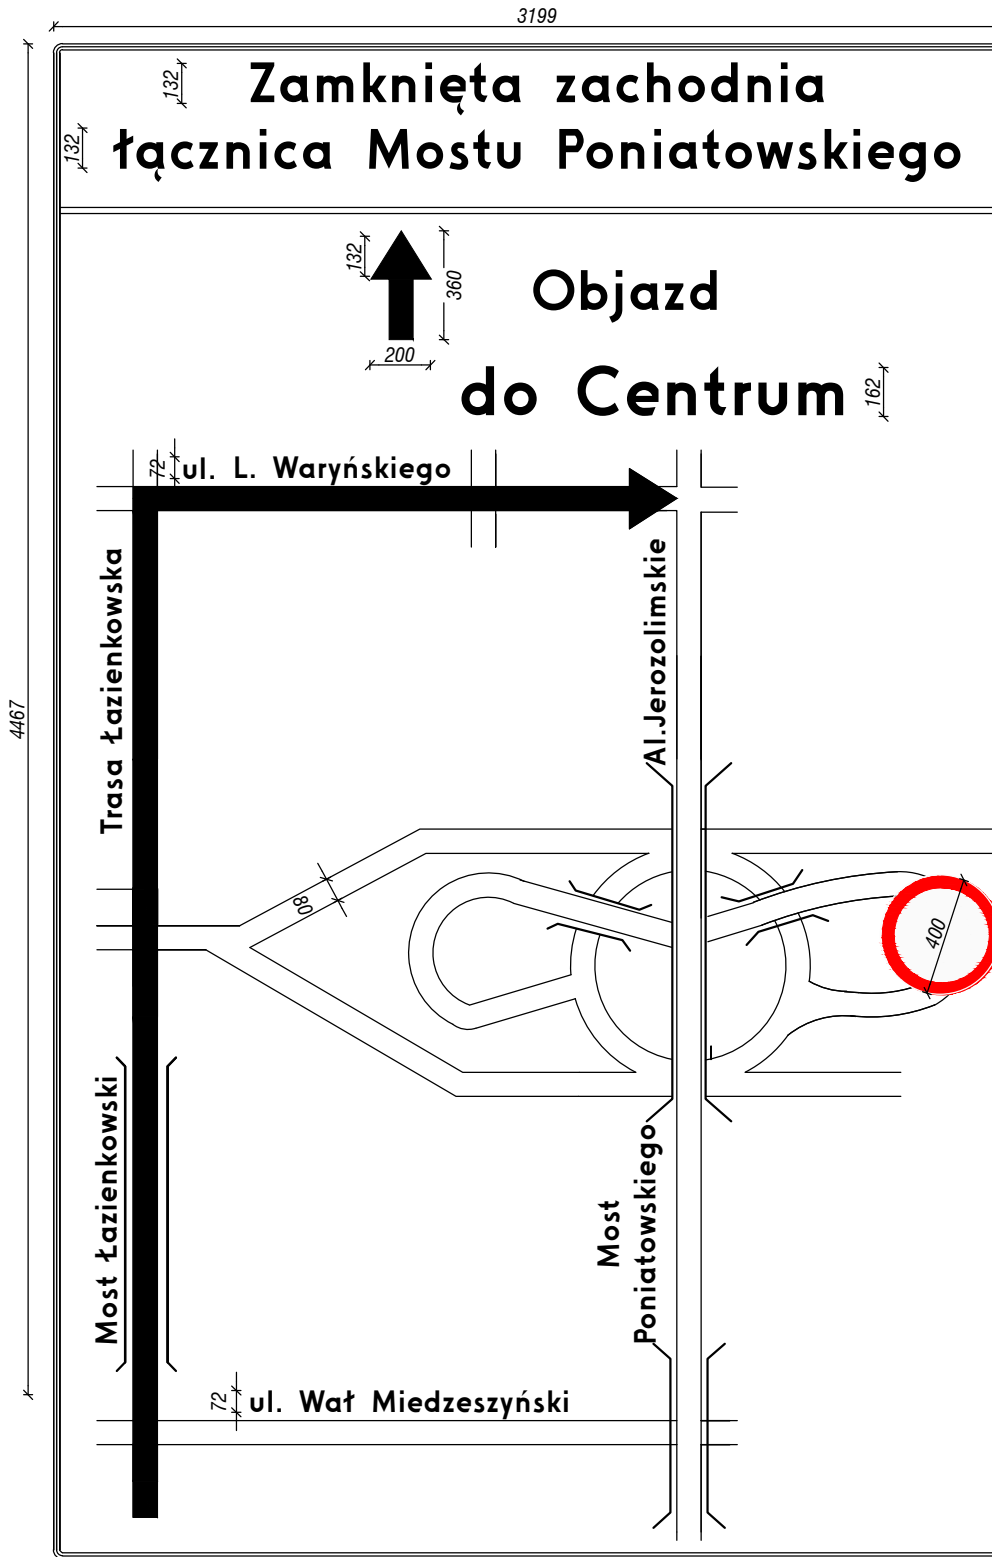 3199
132
Zamknięta zachodnia
132
łącznica Mostu Poniatowskiego
132
360
200
Objazd
do Centrum
162
72
ul. L. Waryńskiego
Trasa Łazienkowska
Al.Jerozolimskie
4467
80
400
Most Łazienkowski
Most
Poniatowskiego
72
ul. Wał Miedzeszyński